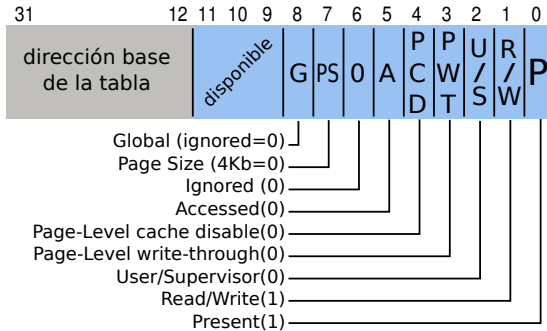 31 12 11 10 9 8 7 6 5 4 3 2 1 0
dirección base
de la tabla
disponible
G
PS
0
A
P
C
D
P
W
T
U
/
S
R
/
W
P
Global (ignored=0)
Page Size (4Kb=0)
Ignored (0)
Accessed(0)
Page-Level cache disable(0)
Page-Level write-through(0)
User/Supervisor(0)
Read/Write(1)
Present(1)